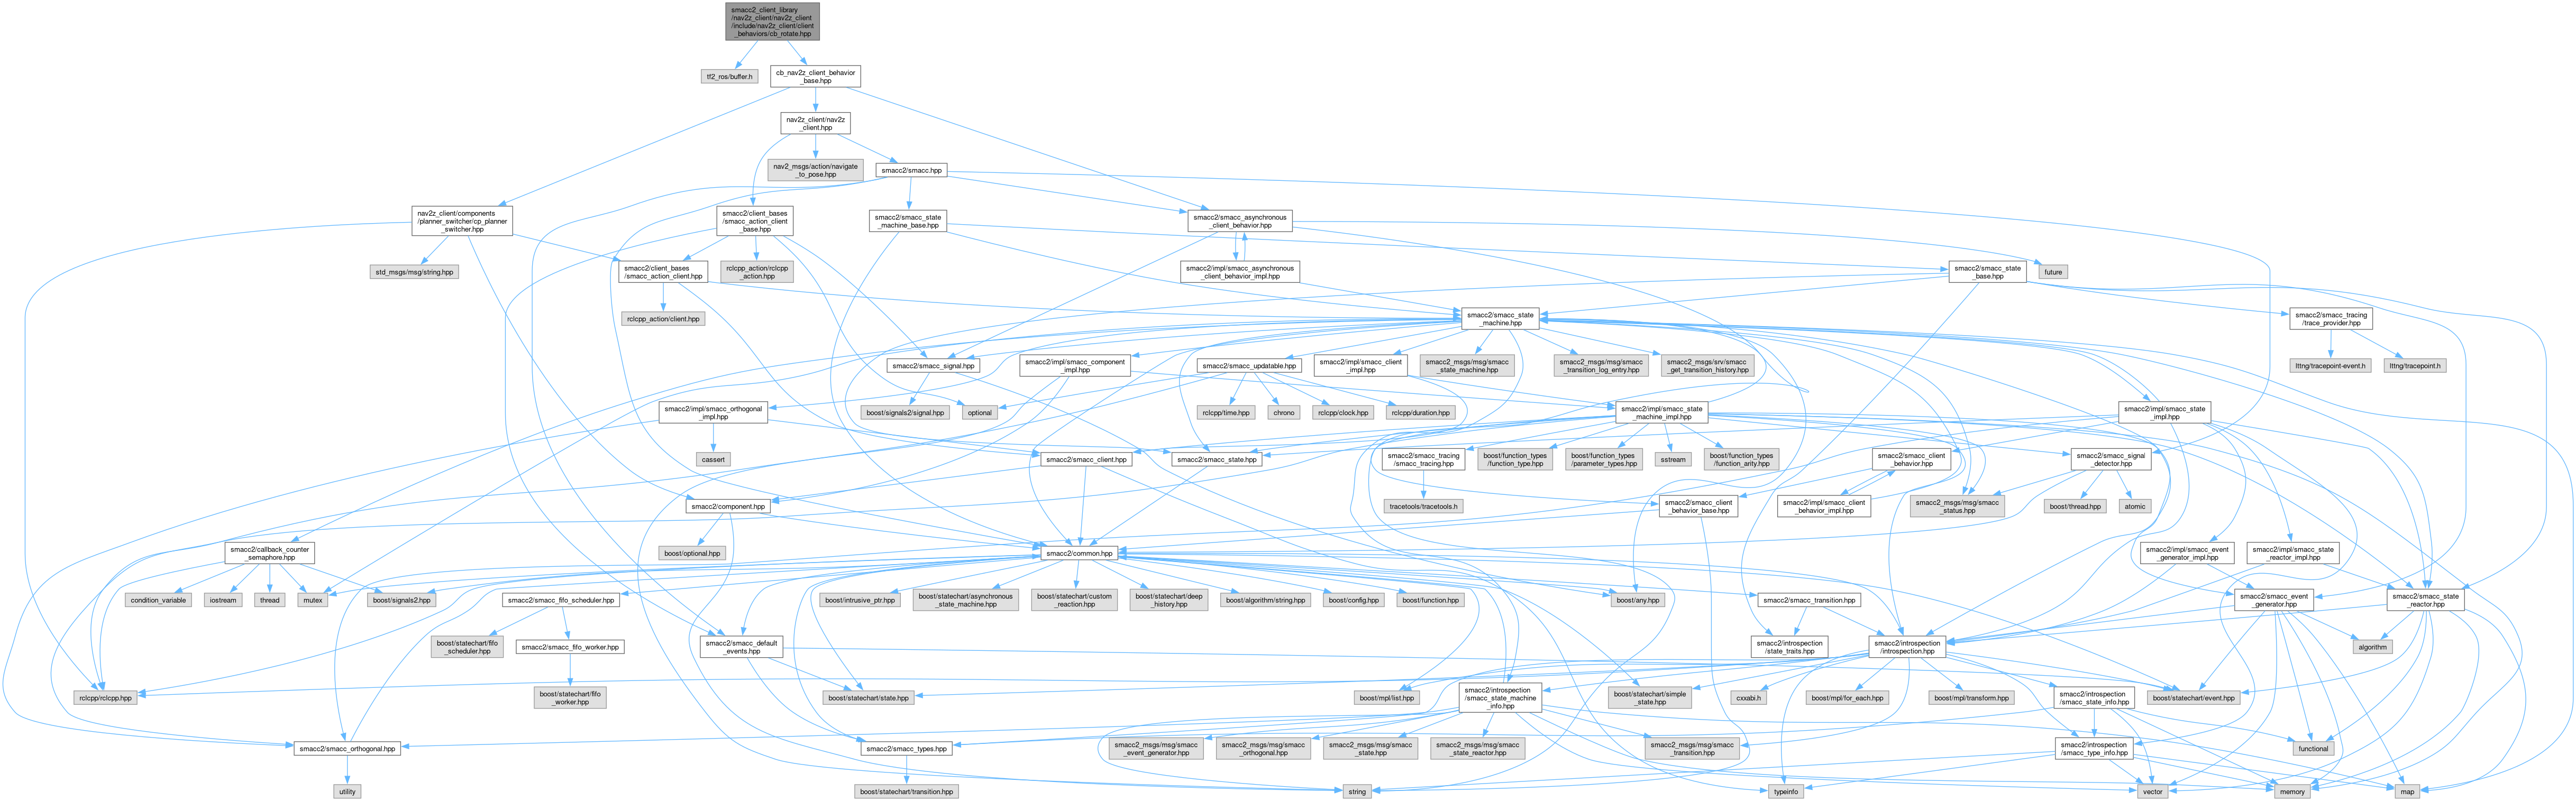 smacc2_client_library
/nav2z_client/nav2z_client
/include/nav2z_client/client
_behaviors/cb_rotate.hpp
tf2_ros/buffer.h
cb_nav2z_client_behavior
_base.hpp
nav2z_client/nav2z
_client.hpp
nav2_msgs/action/navigate
_to_pose.hpp
smacc2/smacc.hpp
nav2z_client/components
/planner_switcher/cp_planner
_switcher.hpp
smacc2/client_bases
/smacc_action_client
_base.hpp
smacc2/smacc_state
_machine_base.hpp
smacc2/smacc_asynchronous
_client_behavior.hpp
std_msgs/msg/string.hpp
smacc2/client_bases
/smacc_action_client.hpp
rclcpp_action/rclcpp
_action.hpp
smacc2/impl/smacc_asynchronous
_client_behavior_impl.hpp
smacc2/smacc_state
_base.hpp
future
rclcpp_action/client.hpp
smacc2/smacc_state
_machine.hpp
smacc2/smacc_tracing
/trace_provider.hpp
smacc2/smacc_signal.hpp
smacc2/impl/smacc_component
_impl.hpp
smacc2/smacc_updatable.hpp
smacc2/impl/smacc_client
_impl.hpp
smacc2_msgs/msg/smacc
_state_machine.hpp
smacc2_msgs/msg/smacc
_transition_log_entry.hpp
smacc2_msgs/srv/smacc
_get_transition_history.hpp
lttng/tracepoint-event.h
lttng/tracepoint.h
smacc2/impl/smacc_orthogonal
_impl.hpp
boost/signals2/signal.hpp
optional
rclcpp/time.hpp
chrono
rclcpp/clock.hpp
rclcpp/duration.hpp
smacc2/impl/smacc_state
_machine_impl.hpp
smacc2/impl/smacc_state
_impl.hpp
cassert
smacc2/smacc_client.hpp
smacc2/smacc_state.hpp
smacc2/smacc_tracing
/smacc_tracing.hpp
boost/function_types
/function_type.hpp
boost/function_types
/parameter_types.hpp
sstream
boost/function_types
/function_arity.hpp
smacc2/smacc_client
_behavior.hpp
smacc2/smacc_signal
_detector.hpp
smacc2/component.hpp
tracetools/tracetools.h
smacc2/smacc_client
_behavior_base.hpp
smacc2/impl/smacc_client
_behavior_impl.hpp
smacc2_msgs/msg/smacc
_status.hpp
boost/thread.hpp
atomic
smacc2/callback_counter
_semaphore.hpp
boost/optional.hpp
smacc2/common.hpp
smacc2/impl/smacc_event
_generator_impl.hpp
smacc2/impl/smacc_state
_reactor_impl.hpp
condition_variable
iostream
thread
mutex
boost/signals2.hpp
smacc2/smacc_fifo_scheduler.hpp
boost/intrusive_ptr.hpp
boost/statechart/asynchronous
_state_machine.hpp
boost/statechart/custom
_reaction.hpp
boost/statechart/deep
_history.hpp
boost/algorithm/string.hpp
boost/config.hpp
boost/function.hpp
boost/any.hpp
smacc2/smacc_transition.hpp
smacc2/smacc_event
_generator.hpp
smacc2/smacc_state
_reactor.hpp
boost/statechart/fifo
_scheduler.hpp
smacc2/smacc_fifo_worker.hpp
smacc2/smacc_default
_events.hpp
smacc2/introspection
/state_traits.hpp
smacc2/introspection
/introspection.hpp
algorithm
rclcpp/rclcpp.hpp
boost/statechart/fifo
_worker.hpp
boost/statechart/state.hpp
boost/mpl/list.hpp
smacc2/introspection
/smacc_state_machine
_info.hpp
boost/statechart/simple
_state.hpp
cxxabi.h
boost/mpl/for_each.hpp
boost/mpl/transform.hpp
smacc2/introspection
/smacc_state_info.hpp
boost/statechart/event.hpp
smacc2/smacc_orthogonal.hpp
smacc2/smacc_types.hpp
smacc2_msgs/msg/smacc
_event_generator.hpp
smacc2_msgs/msg/smacc
_orthogonal.hpp
smacc2_msgs/msg/smacc
_state.hpp
smacc2_msgs/msg/smacc
_state_reactor.hpp
smacc2_msgs/msg/smacc
_transition.hpp
smacc2/introspection
/smacc_type_info.hpp
functional
utility
boost/statechart/transition.hpp
string
typeinfo
vector
memory
map